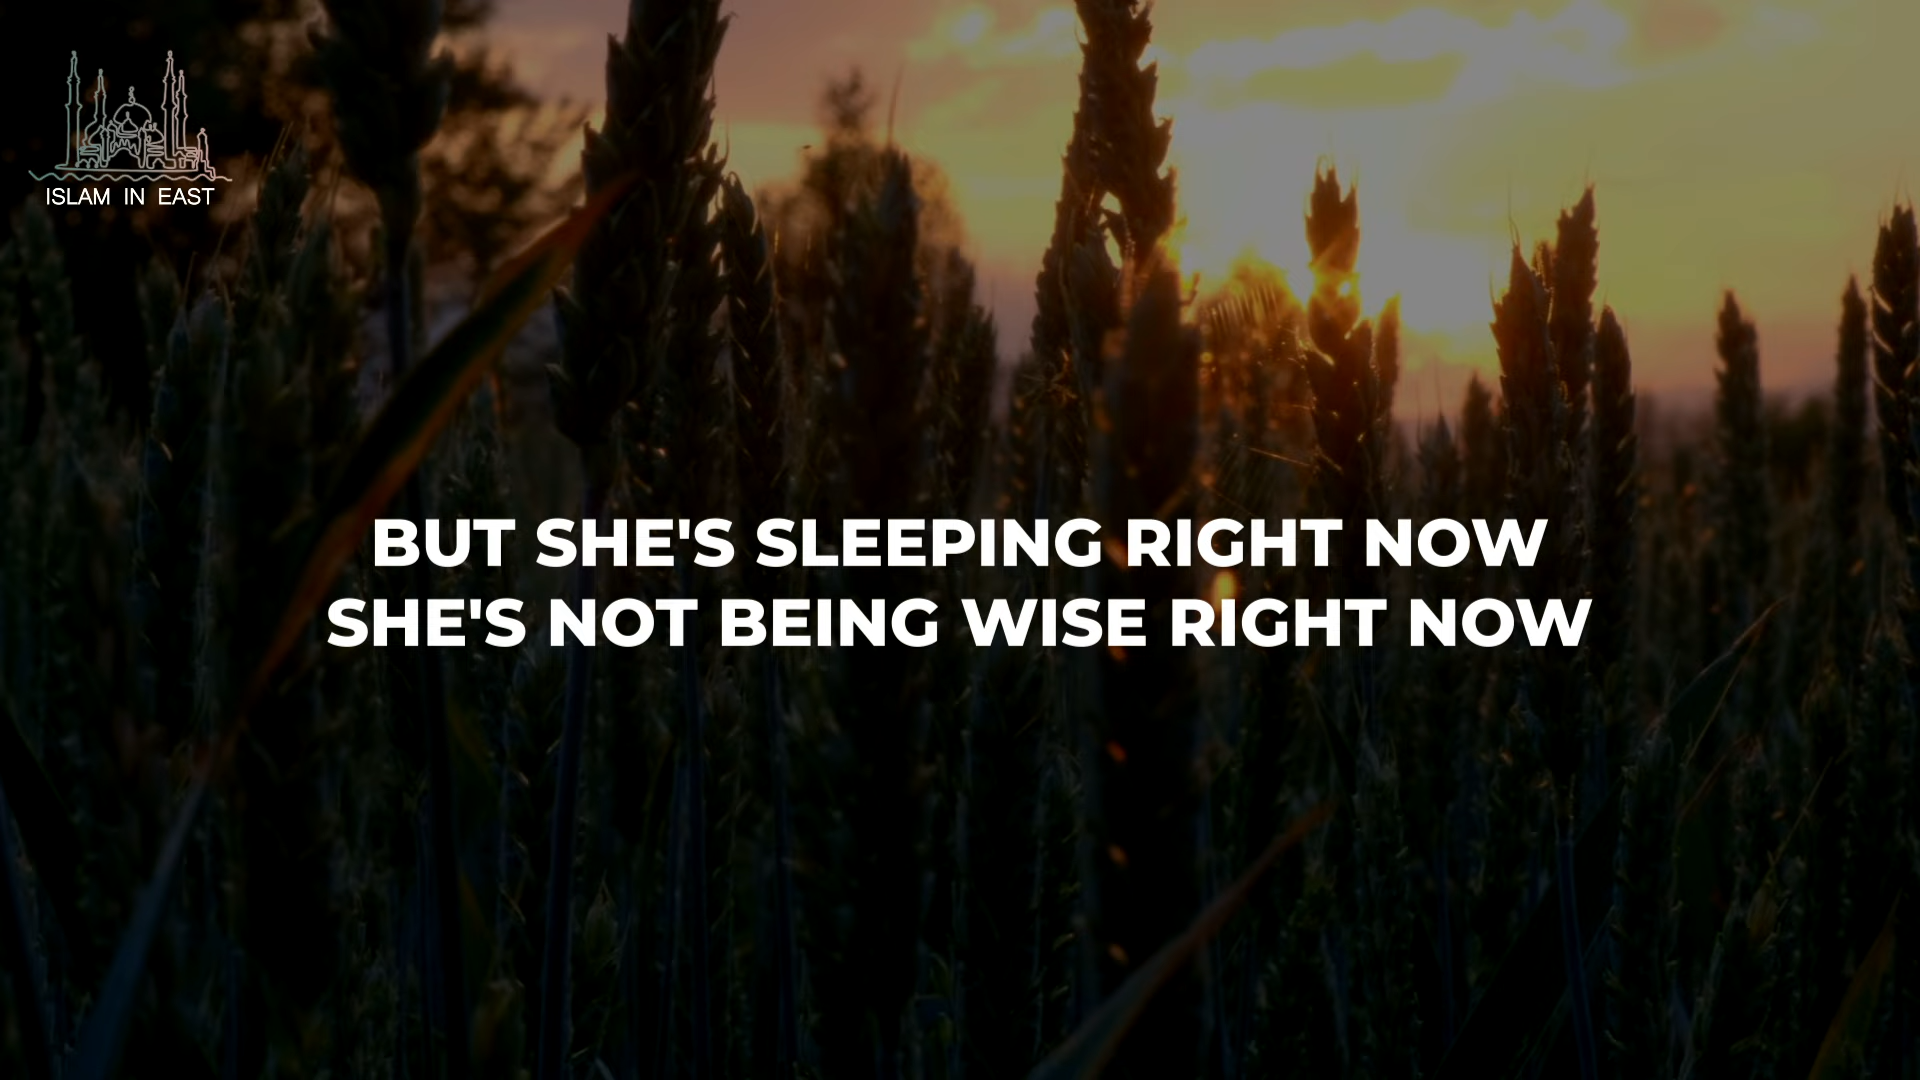 ISLAM IN EAST
BUT SHE'S SLEEPING RIGHT NOW
SHE'S NOT BEING WISE RIGHT NOW